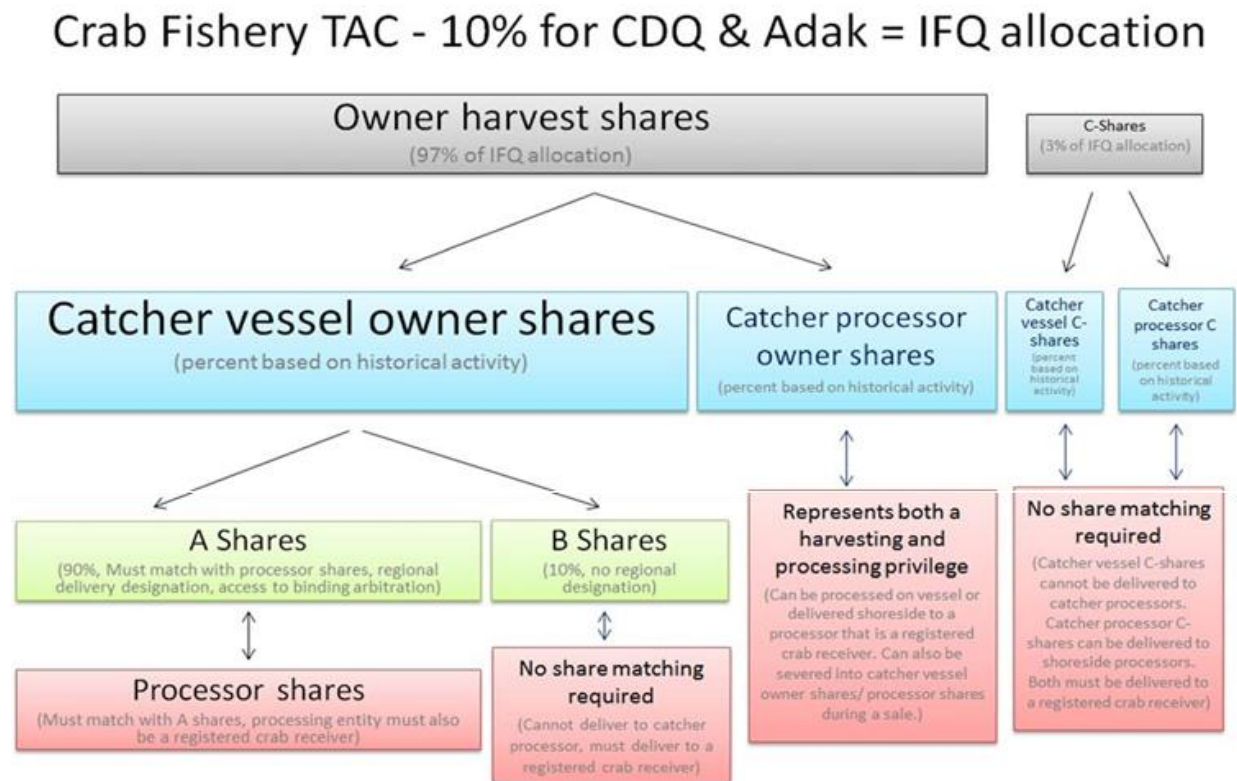 Crab Fishery TAC - 10% for CDQ & Adak = IFQ allocation
Owner harvest shares
(97% of IFQ allocation)
C-Shares
(3% of IFQ allocation)
Catcher vessel owner shares
(percent based on historical activity)
Catcher processor
owner shares
(percent based on historical activity)
Catcher
vessel C-
shares
(percent
based on
historical
activity)
Catcher
processor C
shares
(percent based
on historical
activity)
A Shares
(90%, Must match with processor shares, regional
delivery designation, access to binding arbitration)
B Shares
(10%, no regional
designation)
Represents both a
harvesting and
processing privilege
(Can be processed on vessel or
delivered shoreside to a
processor that is a registered
crab receiver. Can also be
severed into catcher vessel
owner shares/ processor shares
during a sale.)
No share matching
required
(Catcher vessel C-shares
cannot be delivered to
catcher processors.
Catcher processor C-
shares can be delivered to
shoreside processors.
Both must be delivered to
a registered crab receiver)
Processor shares
(Must match with A shares, processing entity must also
be a registered crab receiver)
No share matching
required
(Cannot deliver to catcher
processor, must deliver to a
registered crab receiver)